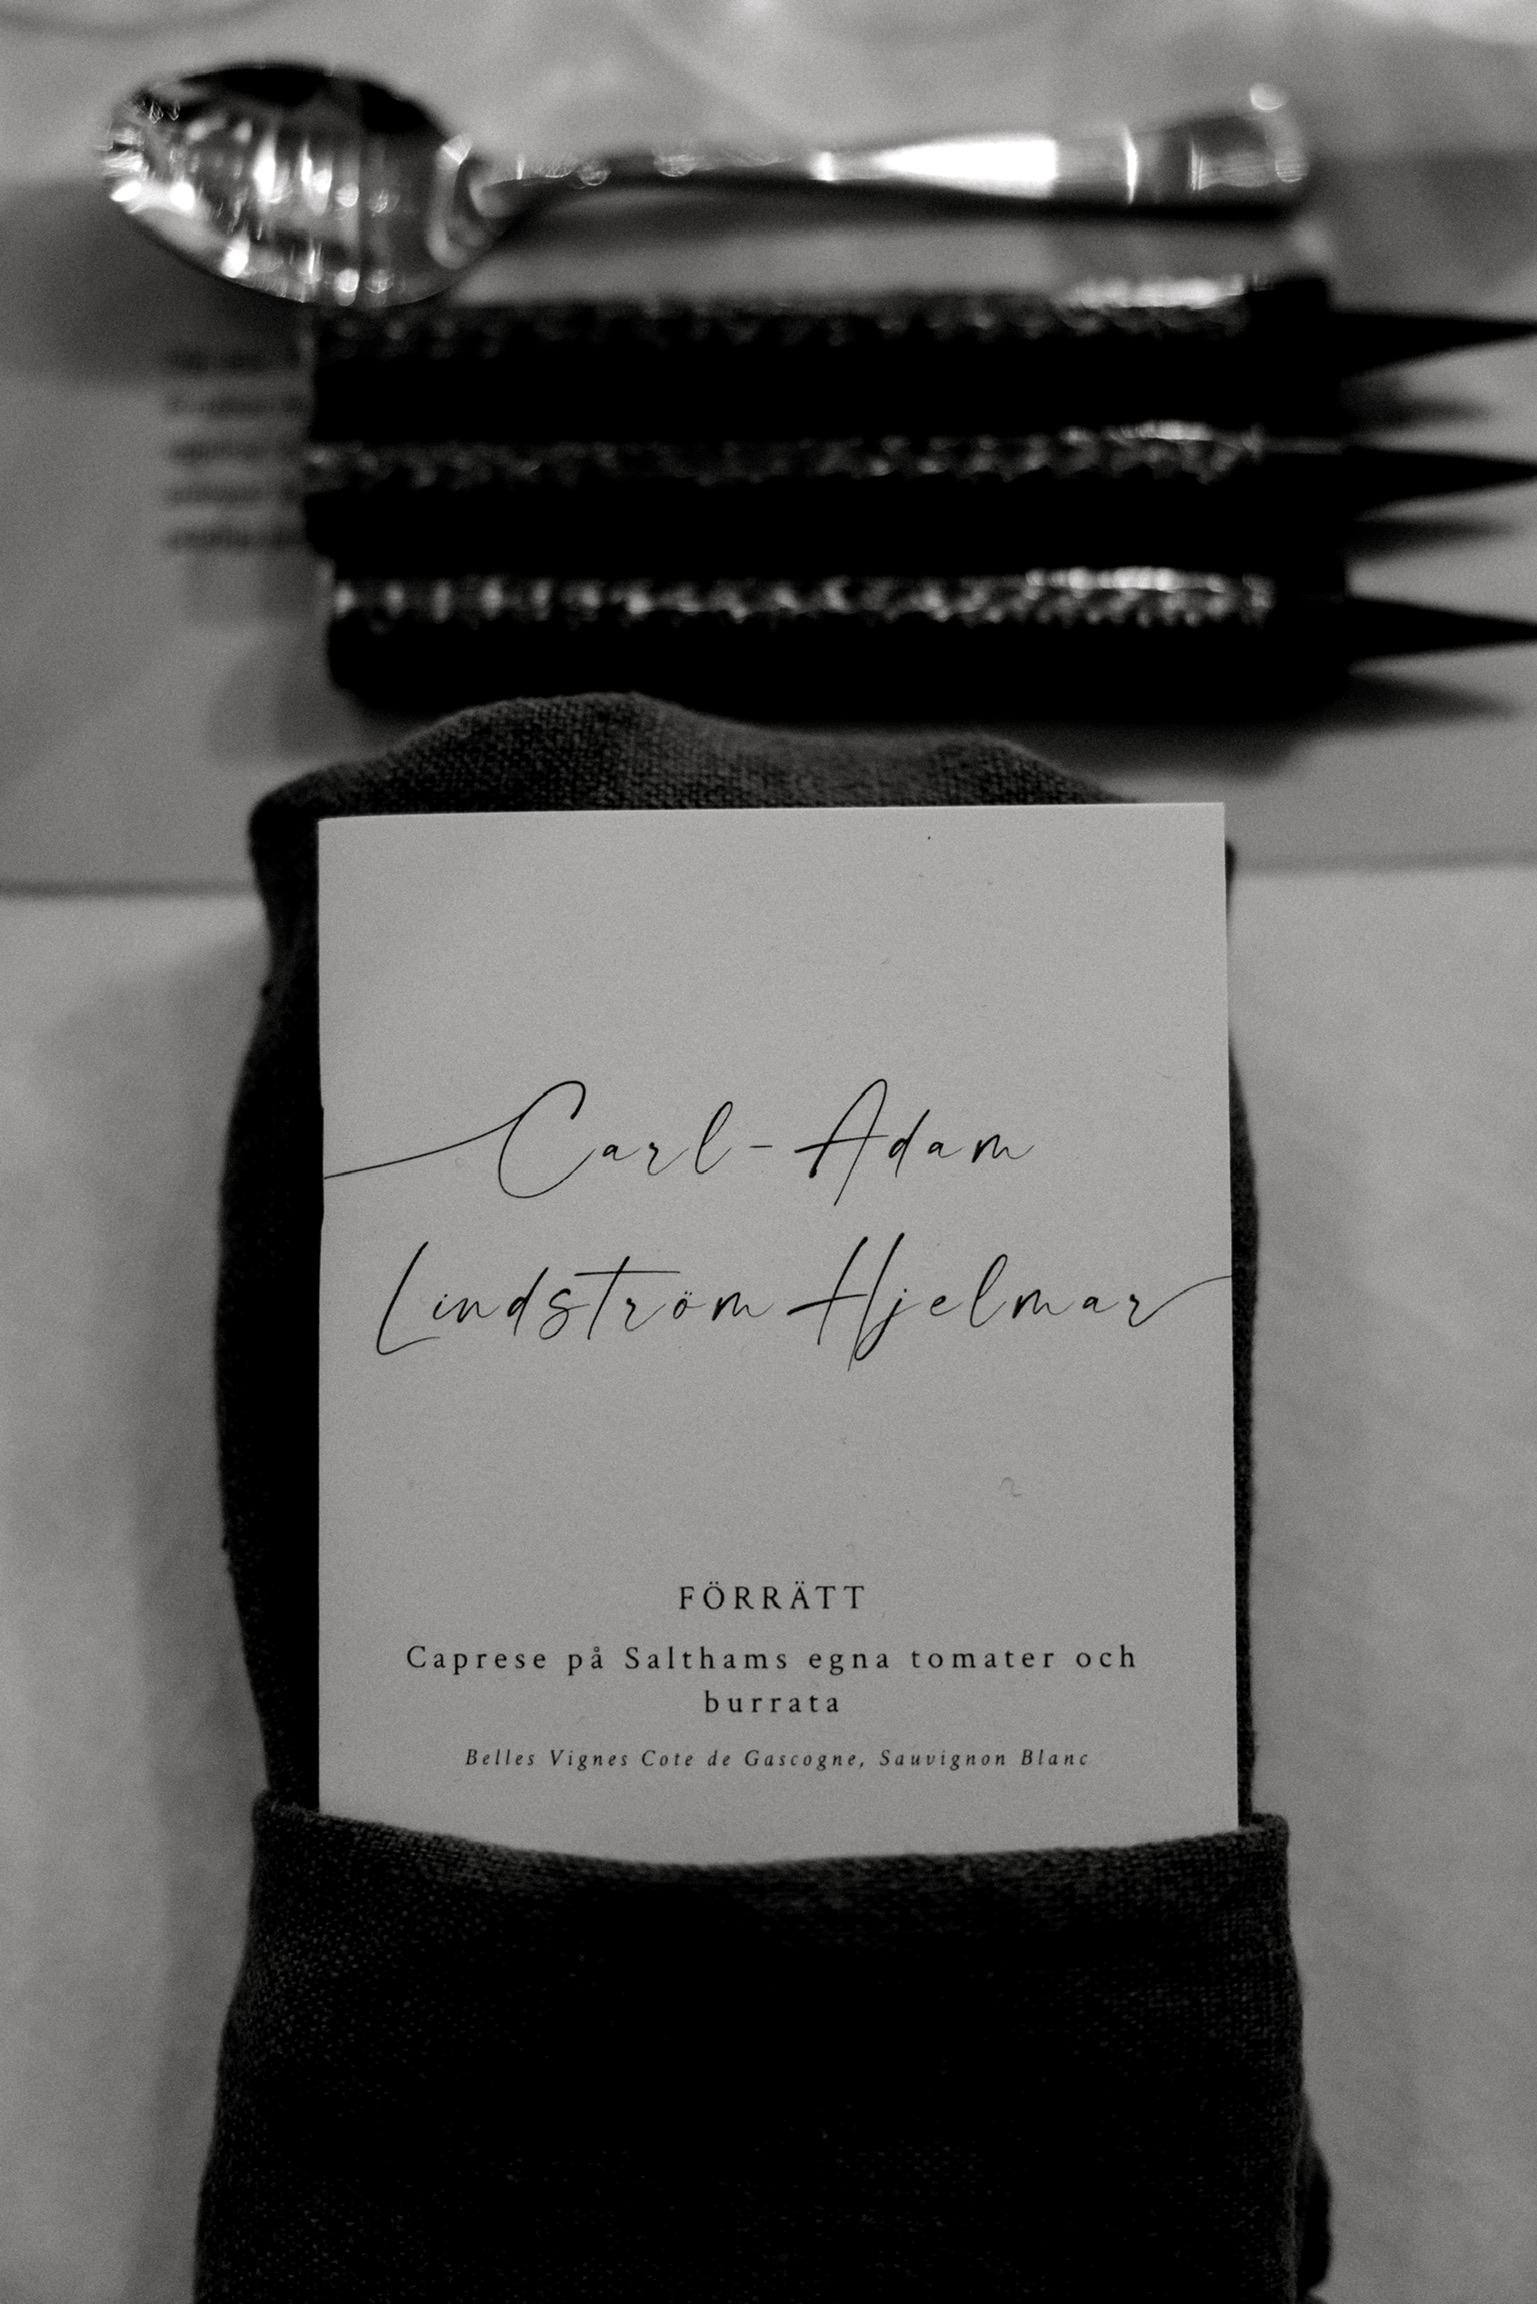 Carl-Adam
Lindström Hjelmar
FÖRRÄTT
Caprese på Salthams egna tomater och
burrata
Belles Vignes Cote de Gascogne, Sauvignon Blanc